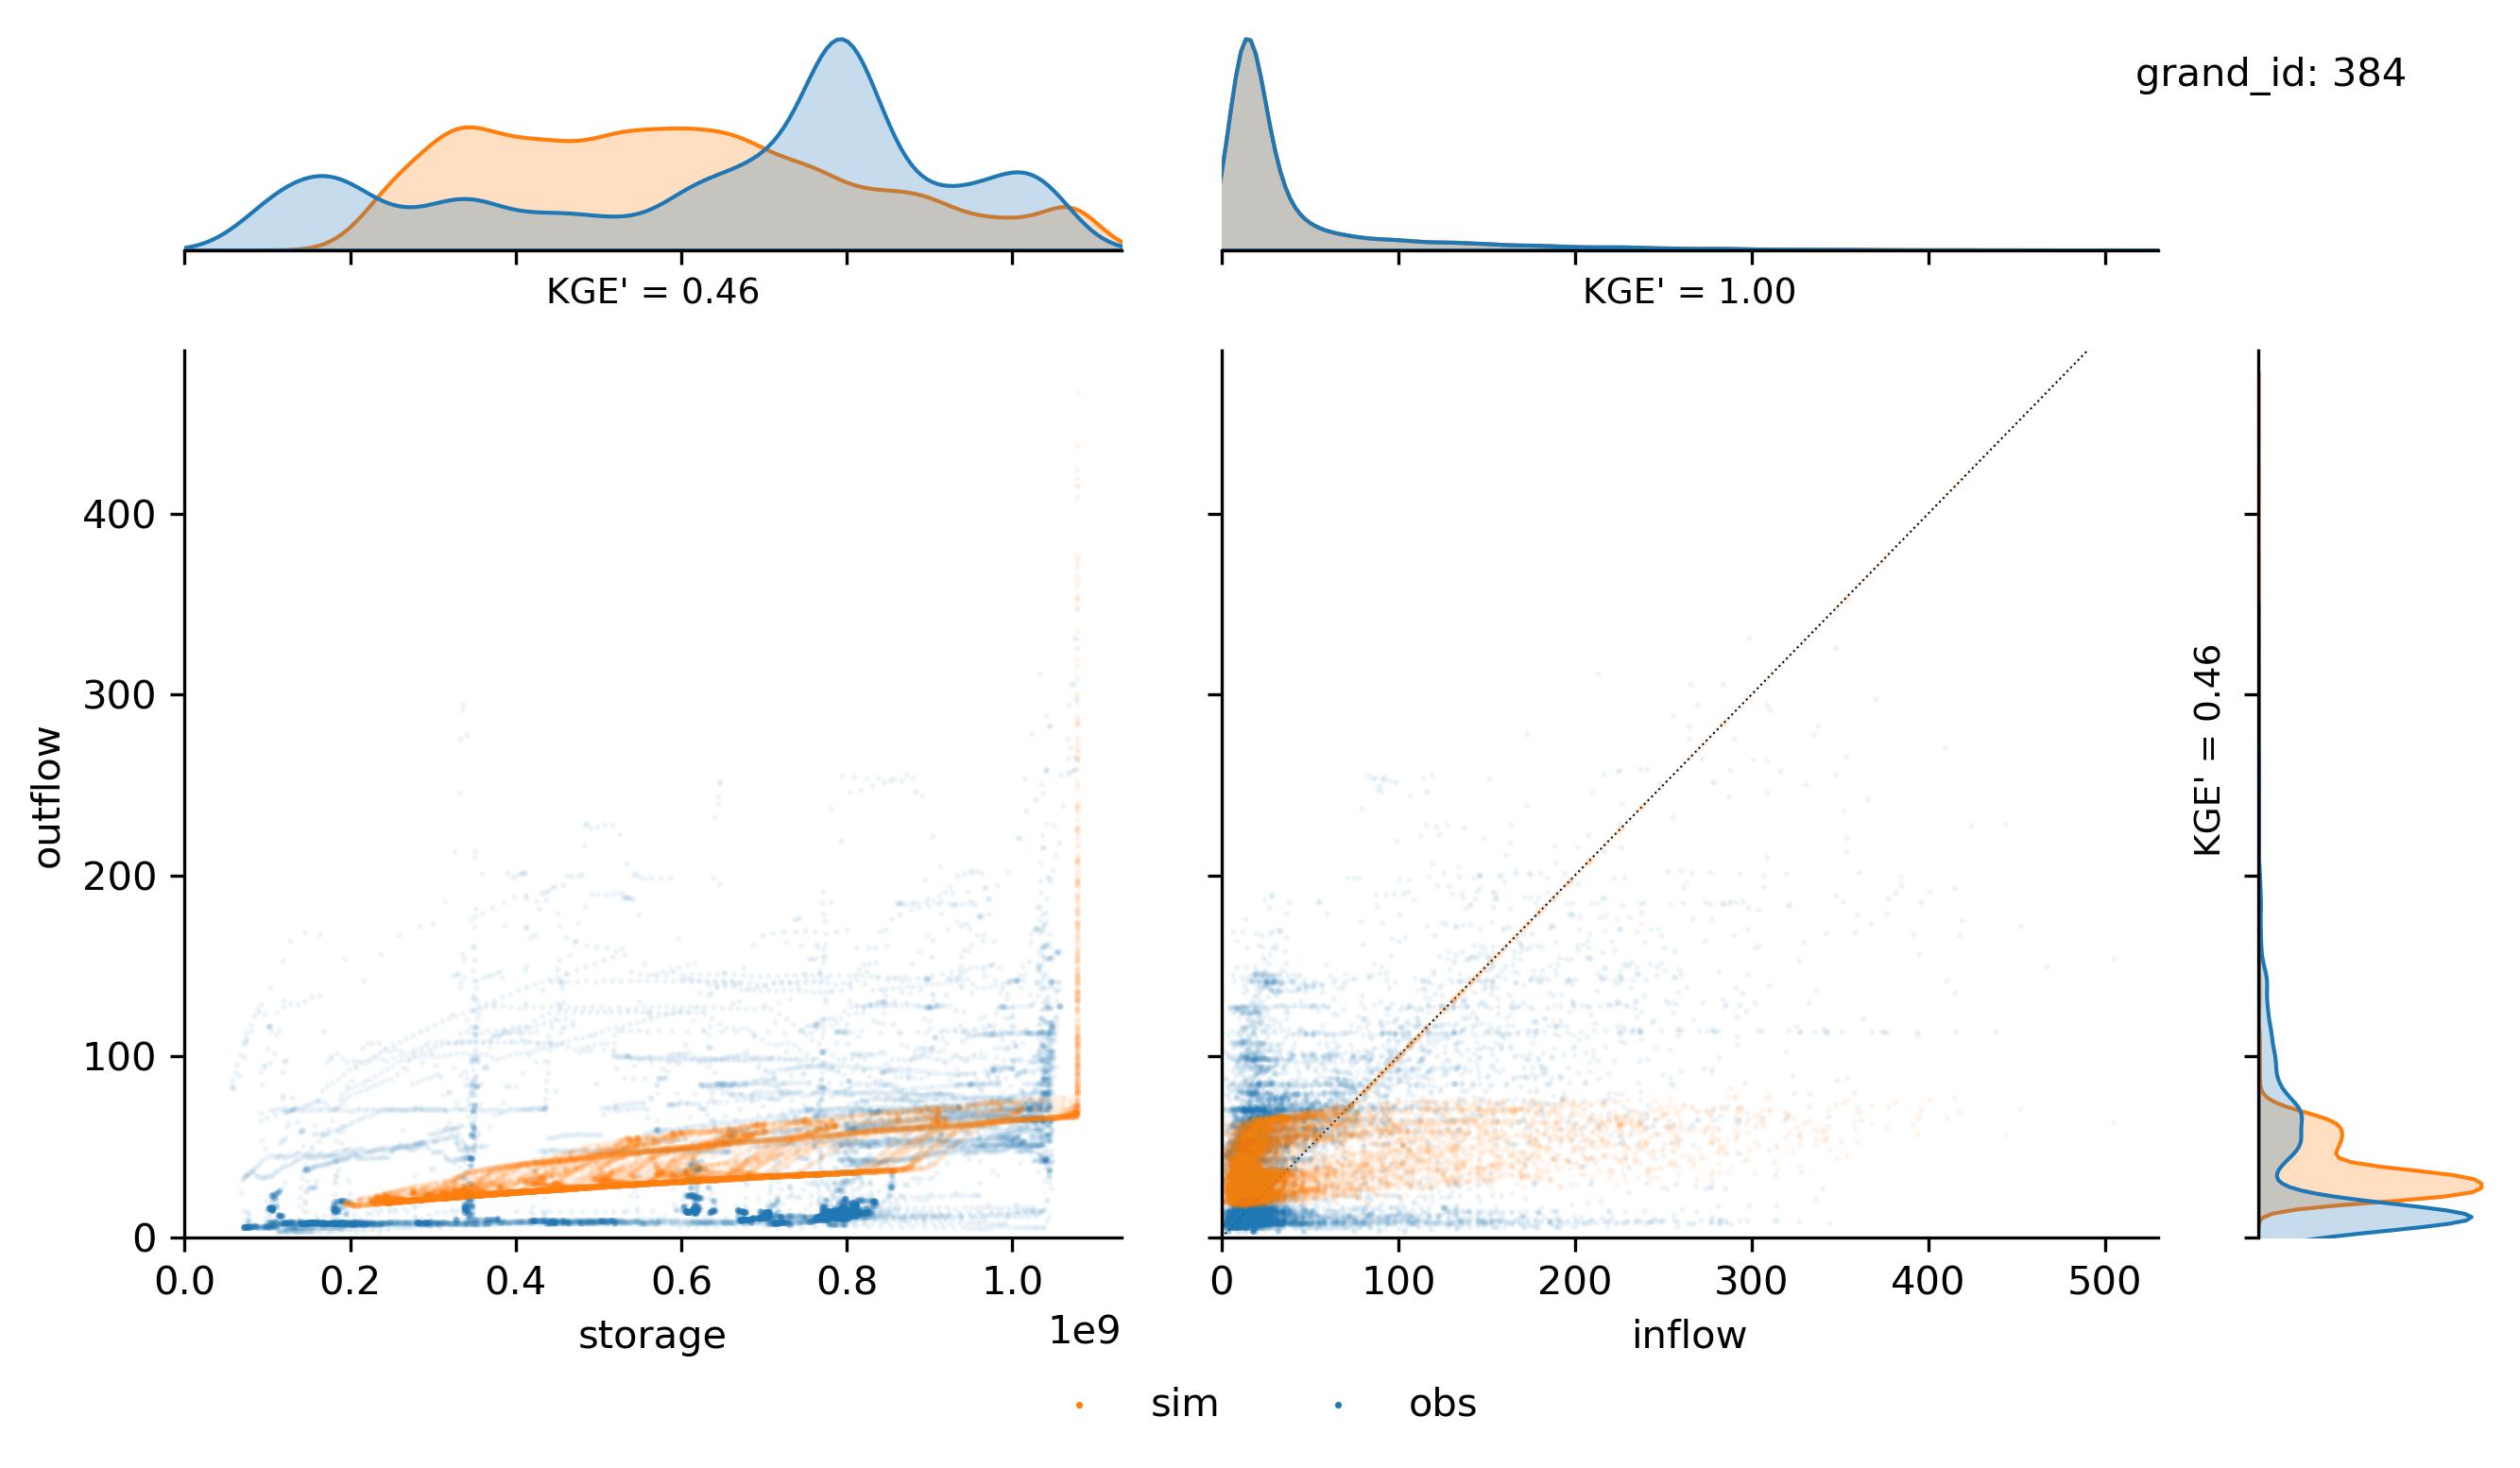 grand_id: 384
KGE' = 0.46
KGE' = 1.00
outflow
400
300
200
100
0
KGE' = 0.46
0.0 0.2 0.4 0.6 0.8 1.0
1e9
storage
0 100 200 300 400 500
inflow
sim obs